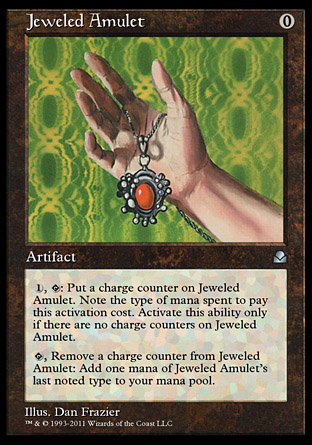 Jeweled Amulet 0
Artifact
1, : Put a charge counter on Jeweled
Amulet. Note the type of mana spent to pay
this activation cost. Activate this ability only
if there are no charge counters on Jeweled
Amulet.
, Remove a charge counter from Jeweled
Amulet: Add one mana of Jeweled Amulet's
last noted type to your mana pool.
Illus. Dan Frazier
™ & © 1993-2011 Wizards of the Coast LLC